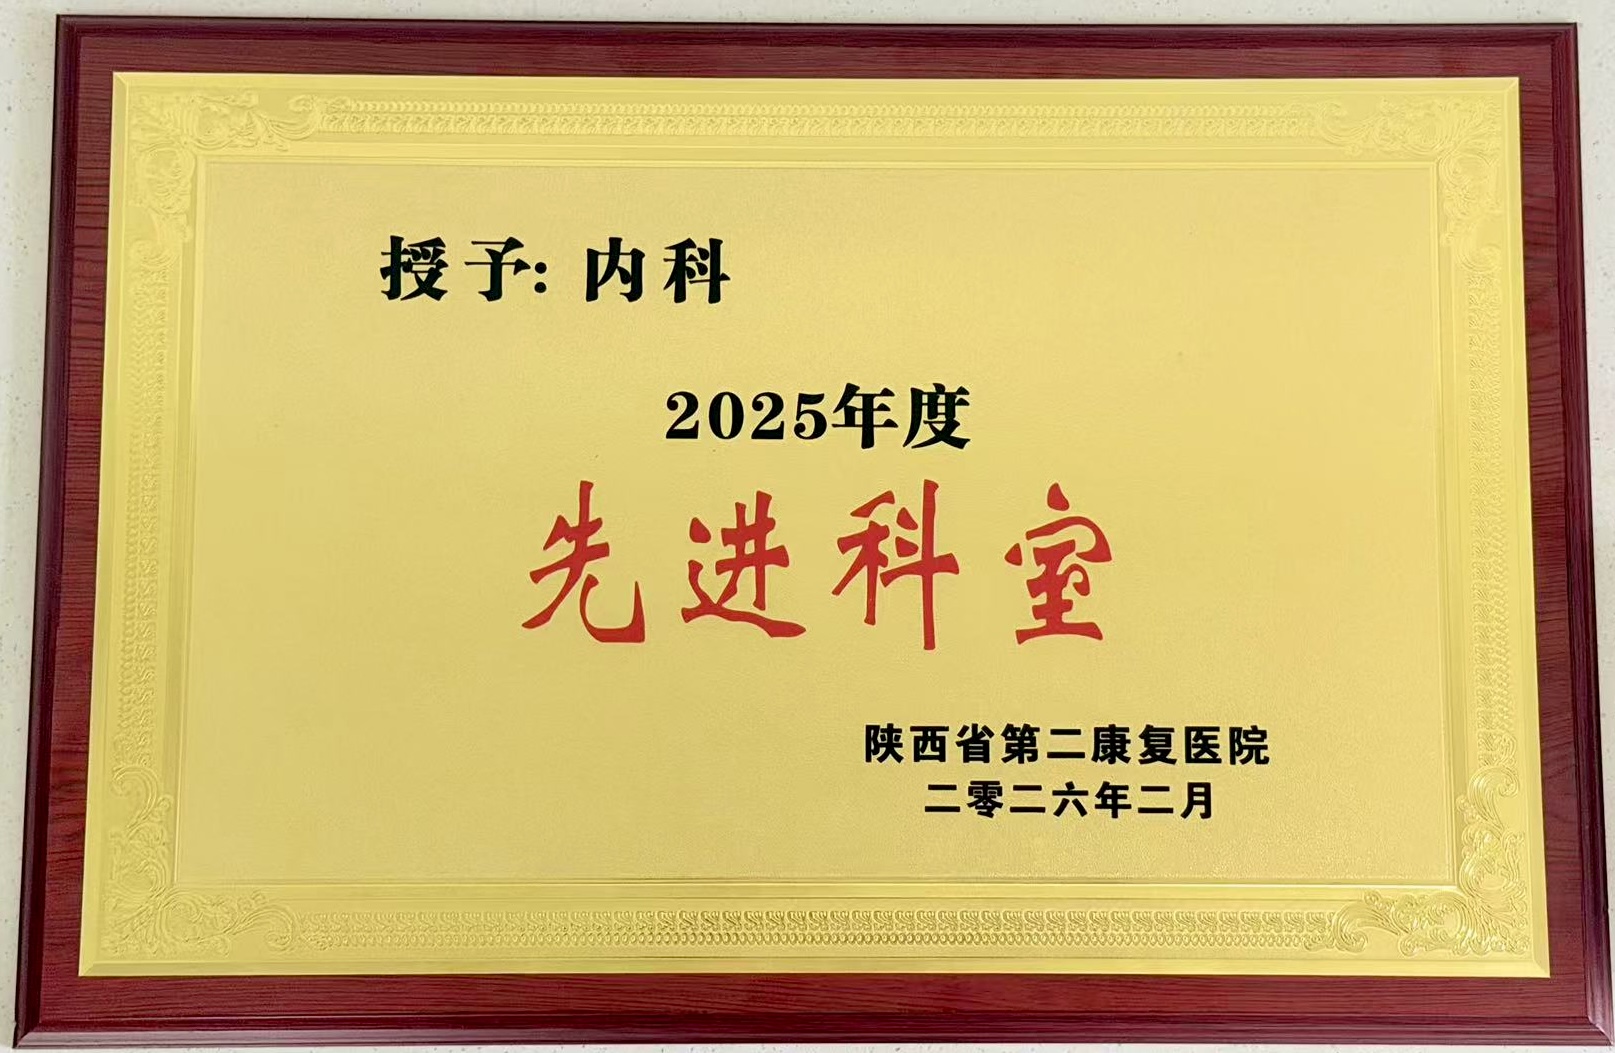 授予: 内科
2025年度
先进科室
陕西省第二康复医院
二零二六年二月